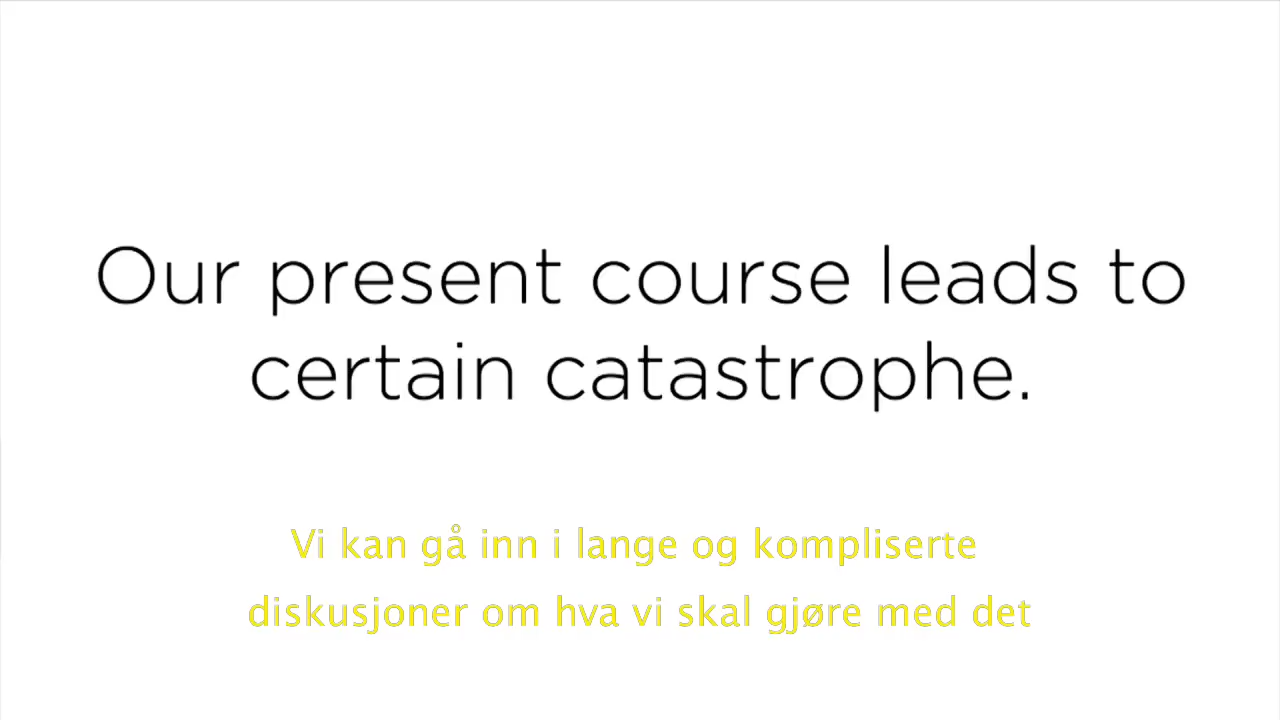 Our present course leads to
certain catastrophe.
Vi kan gå inn i lange og kompliserte
diskusjoner om hva vi skal gjøre med det